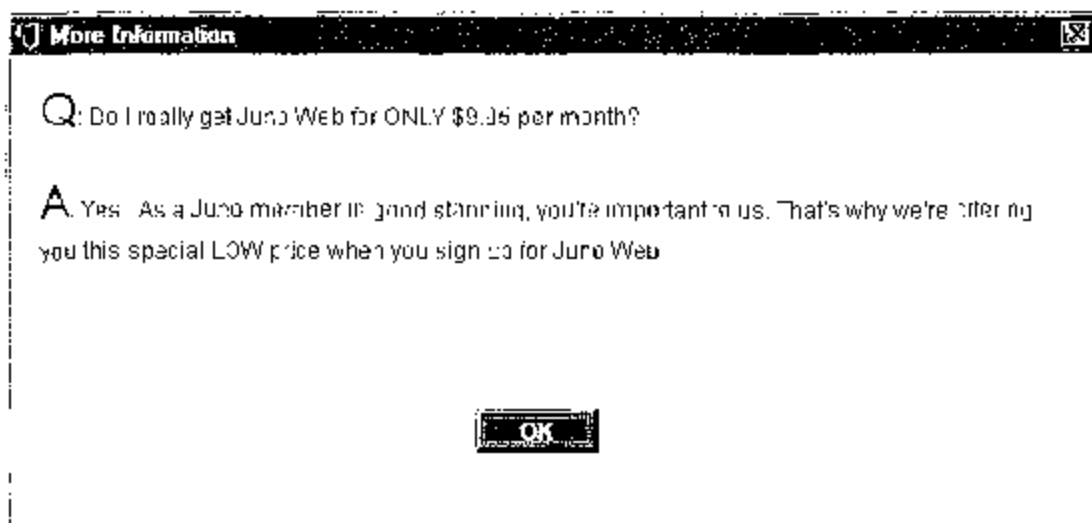 More Information
Q: Do I really get Juno Web for ONLY $9.95 per month?
A: Yes. As a Juno member in good standing, you're important to us. That's why we're offering
you this special LOW price when you sign up for Juno Web
OK